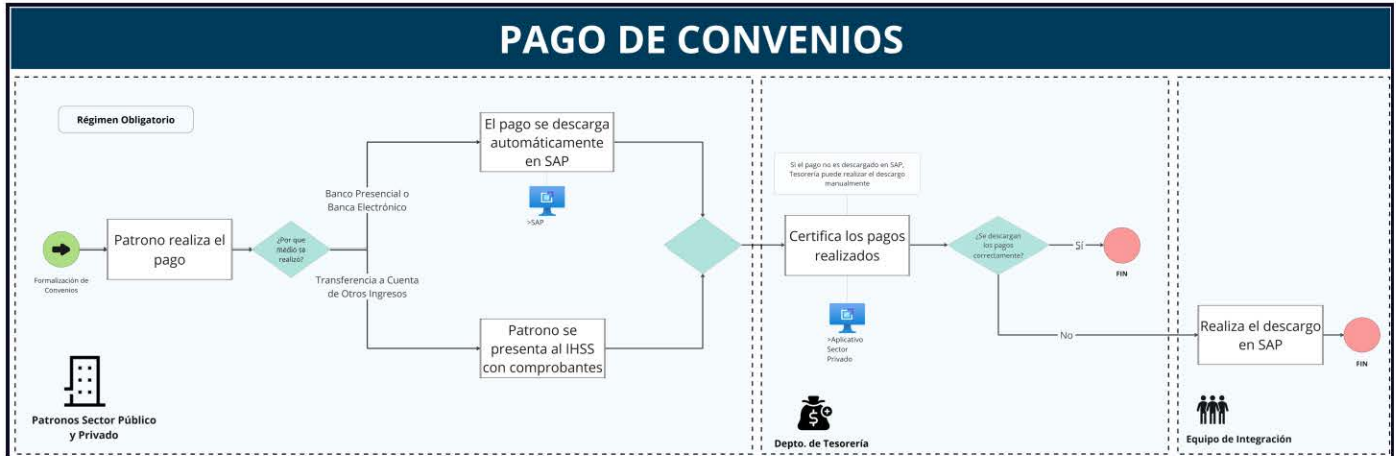 PAGO DE CONVENIOS
Régimen Obligatorio
Formalización de
Convenios
Patrono realiza el
pago
¿Por que
medio se
realizó?
Banco Presencial o
Banca Electrónico
El pago se descarga
automáticamente
en SAP
>SAP
Transferencia a Cuenta
de Otros Ingresos
Patrono se
presenta al IHSS
con comprobantes
Patronos Sector Público
y Privado
Si el pago no es descargado en SAP,
Tesorería puede realizar el descargo
manualmente
Certifica los pagos
realizados
>Aplicativo
Sector
Privado
¿Se descargan
los pagos
correctamente?
Sí
FIN
No
Depto. de Tesorería
Realiza el descargo
en SAP
FIN
Equipo de Integración